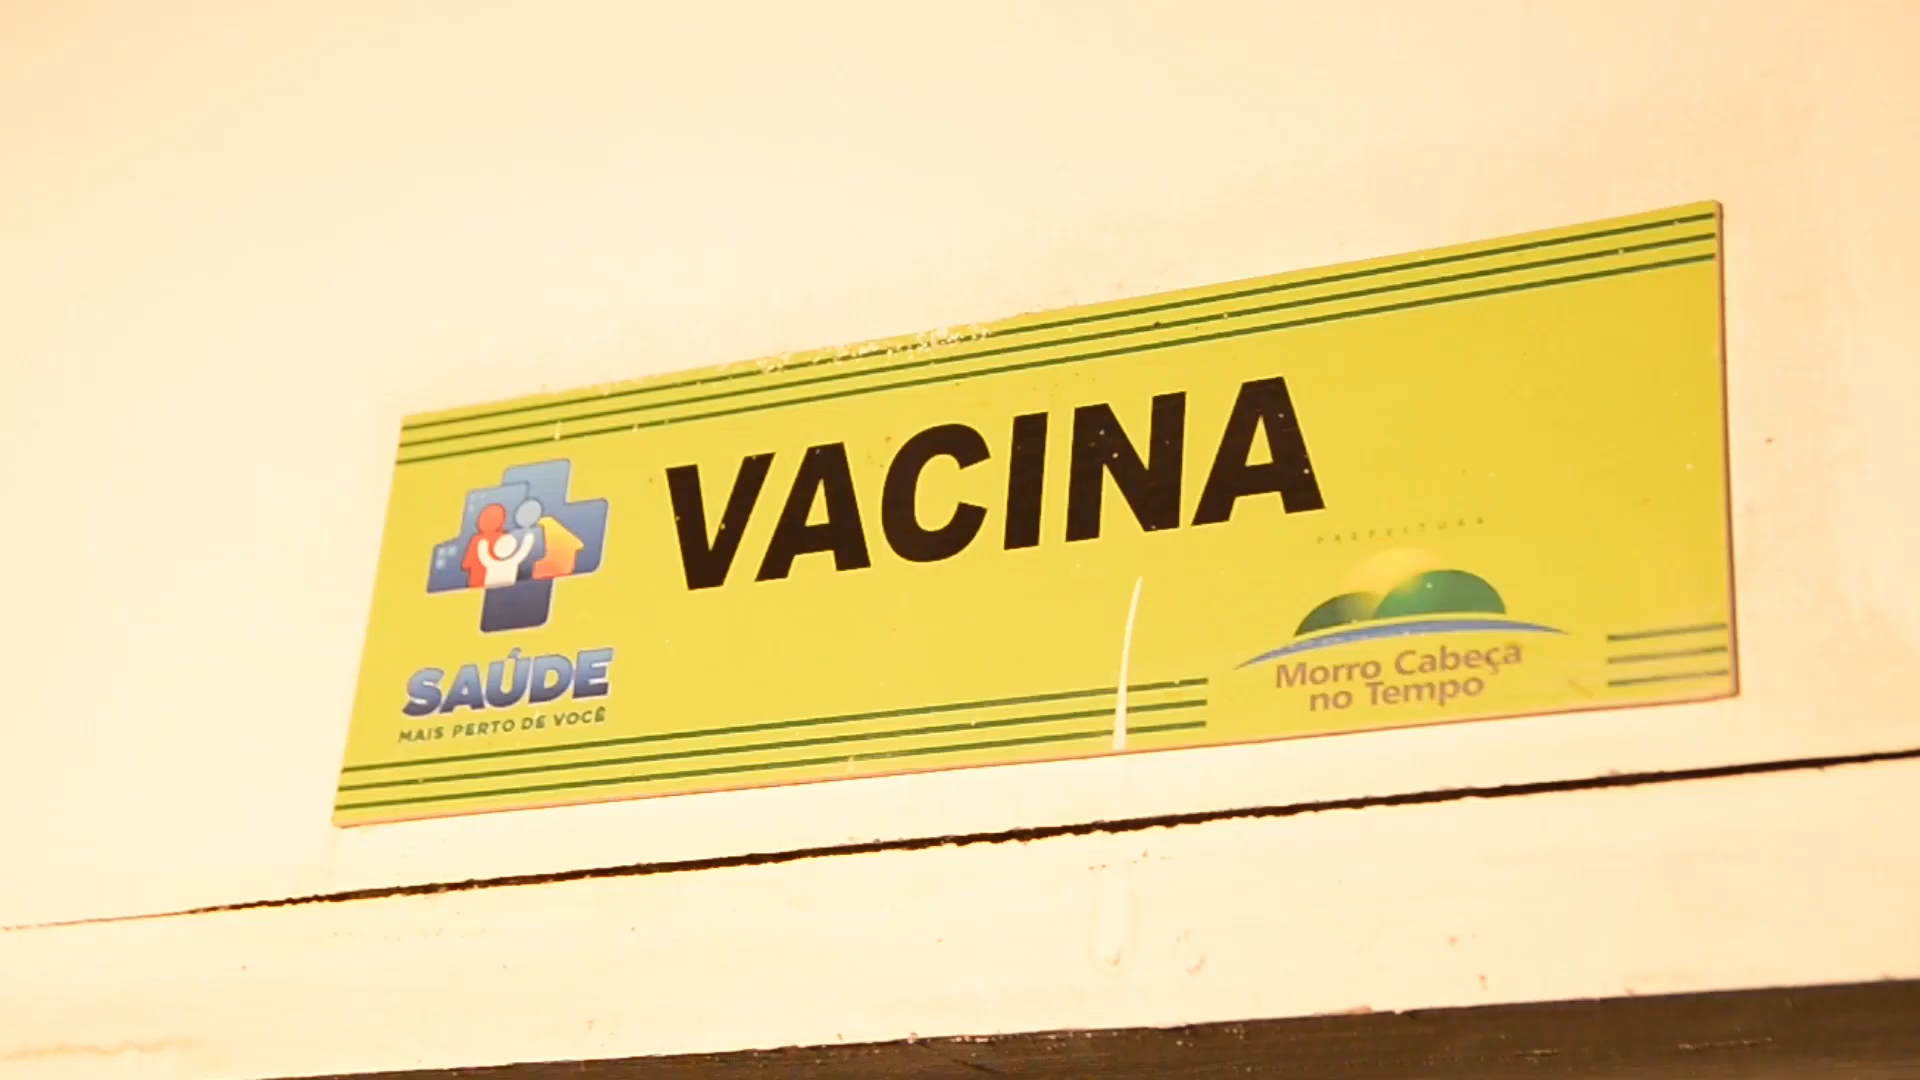 VACINA
SAÚDE
MAIS PERTO DE VOCÊ
PREFEITURA
Morro Cabeça
no Tempo